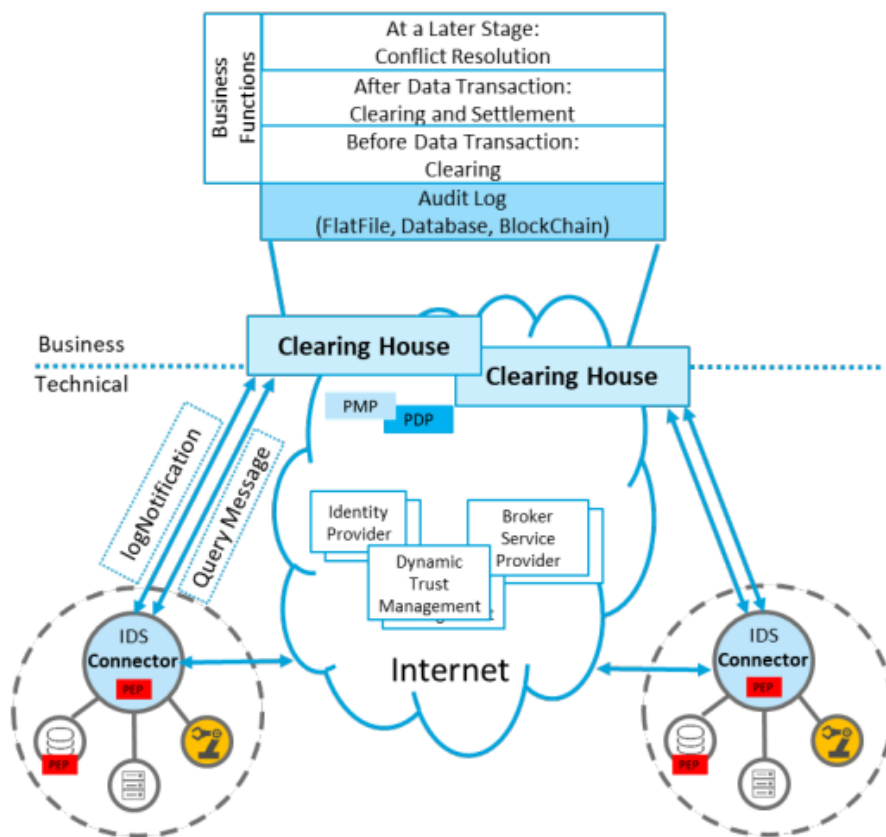 Business
Functions
At a Later Stage:
Conflict Resolution
After Data Transaction:
Clearing and Settlement
Before Data Transaction:
Clearing
Audit Log
(FlatFile, Database, BlockChain)
Business
Technical
Clearing House
Clearing House
PMP
PDP
logNotification
Query Message
Identity
Provider
Broker
Service
Provider
Dynamic
Trust
Management
Internet
IDS
Connector
PEP
PEP
IDS
Connector
PEP
PEP